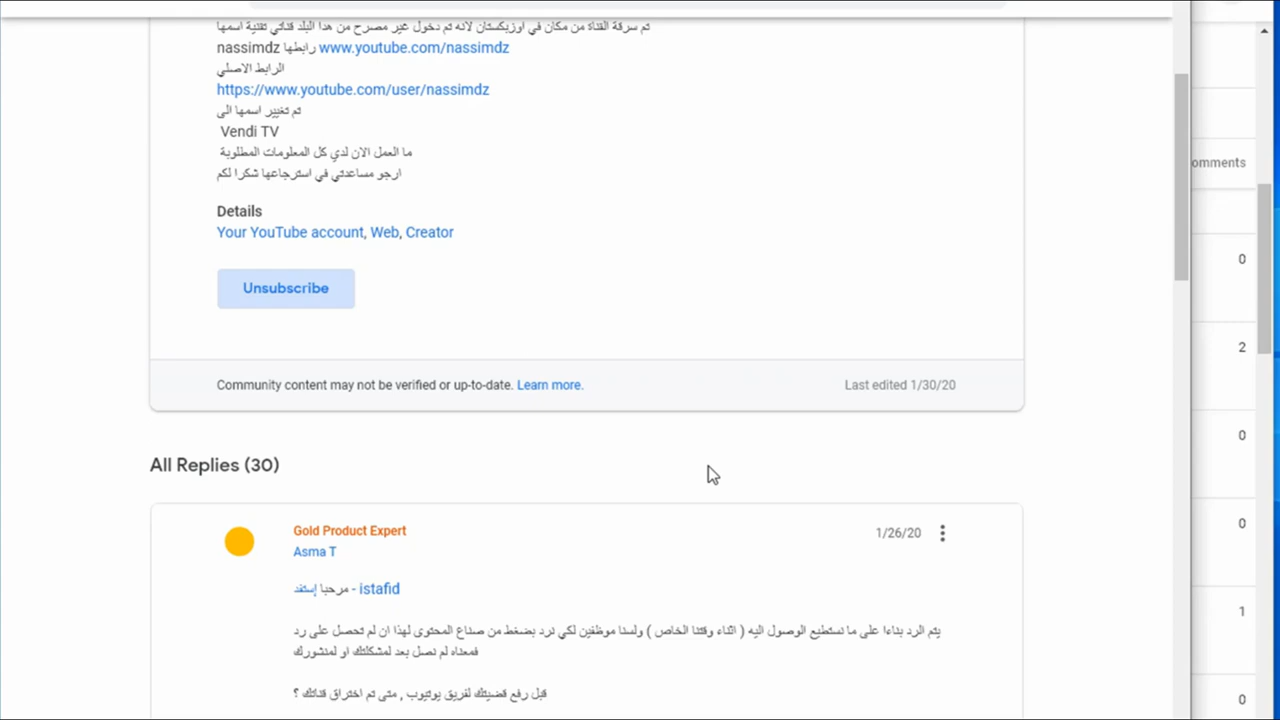 تم سرقة القناة من مكان في اوزبكستان لانه تم دخول غير مصرح من هدا البلد قناتي تقنية اسمها
nassimdz رابطها www.youtube.com/nassimdz
الرابط الاصلي
https://www.youtube.com/user/nassimdz
تم تغيير اسمها الى
Vendi TV
ما العمل الان لدي كل المعلومات المطلوبة
ارجو مساعدتي في استرجاعها شكرا لكم
Details
Your YouTube account, Web, Creator
Unsubscribe
Community content may not be verified or up-to-date. Learn more.
Last edited 1/30/20
All Replies (30)
Gold Product Expert
1/26/20
Asma T
مرحبا إستفد - istafid
يتم الرد بناءا على ما نستطيع الوصول اليه ( اثناء وقتنا الخاص ) ولسنا موظفين لكي نرد بضغط من صناع المحتوى لهذا ان لم تحصل على رد
فمعناه لم نصل بعد لمشكلتك او لمنشورك
قبل رفع قضيتك لفريق يوتيوب , متى تم اختراق قناتك ؟
omments
0
2
0
0
1
0